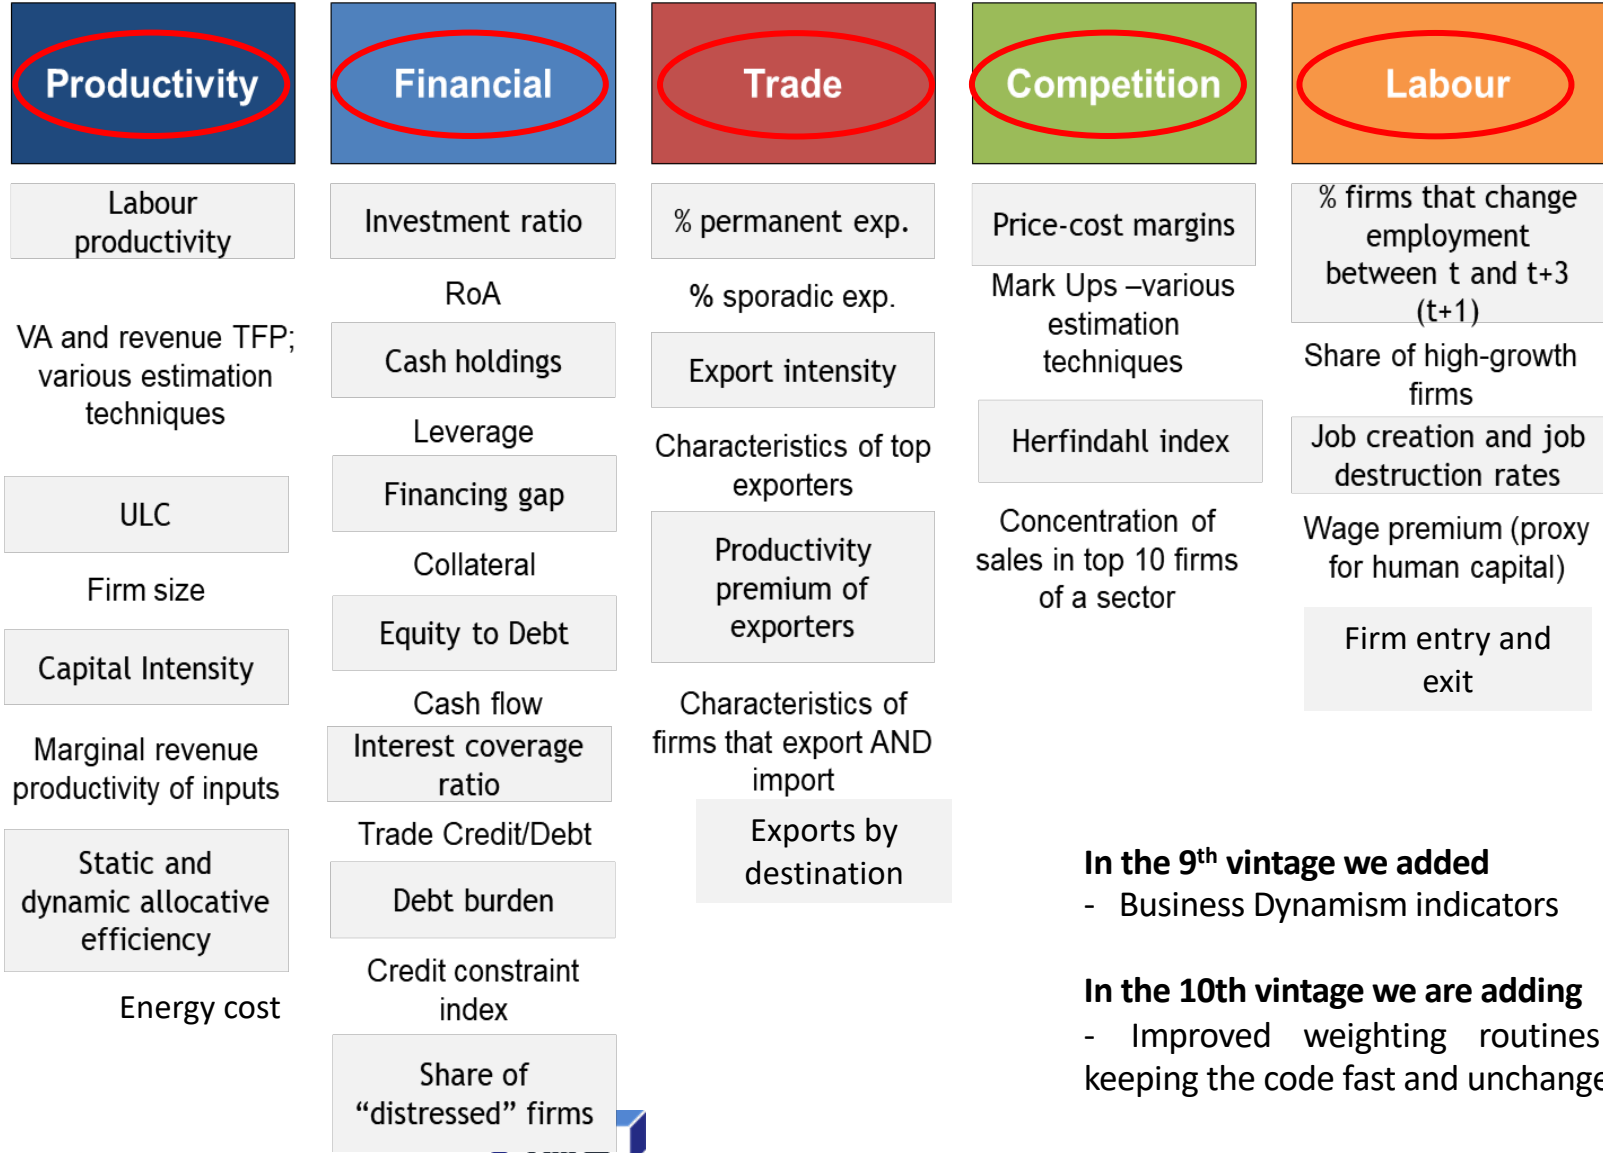 Productivity
Labour
productivity
VA and revenue TFP;
various estimation
techniques
ULC
Firm size
Capital Intensity
Marginal revenue
productivity of inputs
Static and
dynamic allocative
efficiency
Energy cost
Financial
Investment ratio
RoA
Cash holdings
Leverage
Financing gap
Collateral
Equity to Debt
Cash flow
Interest coverage
ratio
Trade Credit/Debt
Debt burden
Credit constraint
index
Share of
“distressed” firms
Trade
% permanent exp.
% sporadic exp.
Export intensity
Characteristics of top
exporters
Productivity
premium of
exporters
Characteristics of
firms that export AND
import
Exports by
destination
Competition
Price-cost margins
Mark Ups –various
estimation
techniques
Herfindahl index
Concentration of
sales in top 10 firms
of a sector
Labour
% firms that change
employment
between t and t+3
(t+1)
Share of high-growth
firms
Job creation and job
destruction rates
Wage premium (proxy
for human capital)
Firm entry and
exit
In the 9th vintage we added
- Business Dynamism indicators
In the 10th vintage we are adding
- Improved weighting routines
keeping the code fast and unchange